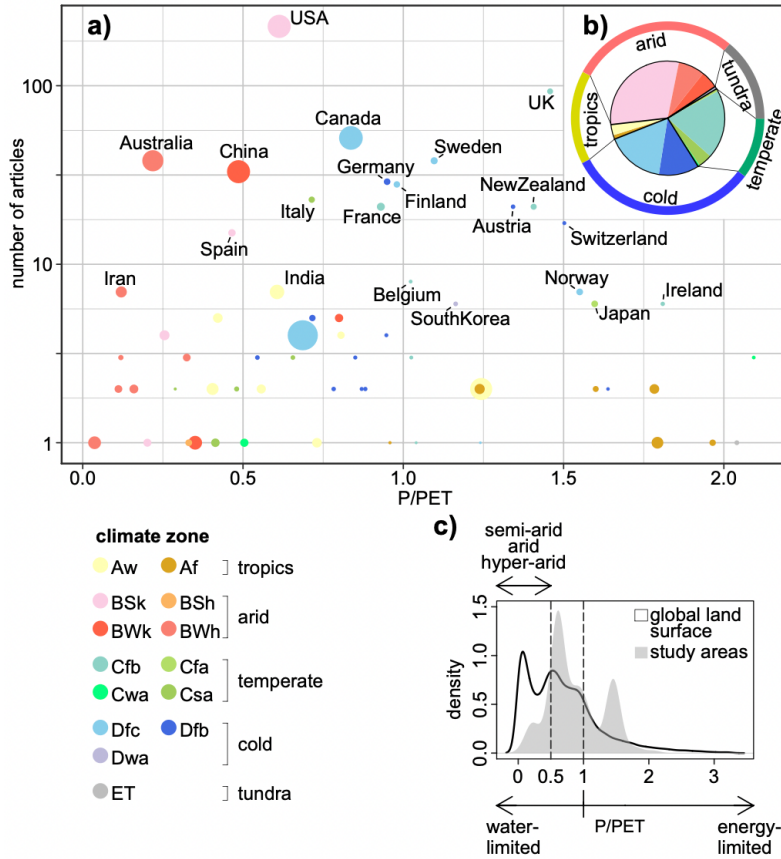 a)
USA
100
UK
Canada
Australia
China
Sweden
Germany
Finland
NewZealand
Italy
France
Austria
Spain
Switzerland
number of articles
10
Iran
India
Belgium
SouthKorea
Norway
Japan
Ireland
1
0.0
0.5
1.0
1.5
2.0
P/PET
b)
arid
tundra
tropics
temperate
cold
climate zone
Aw
Af
tropics
BSk
BSh
BWk
BWh
arid
Cfb
Cfa
Cwa
Csa
temperate
Dfc
Dfb
Dwa
cold
ET
tundra
c)
semi-arid
arid
hyper-arid
global land
surface
study areas
density
1.5
1.0
0.5
0.0
0
0.5
1
2
3
water-
limited
P/PET
energy-
limited